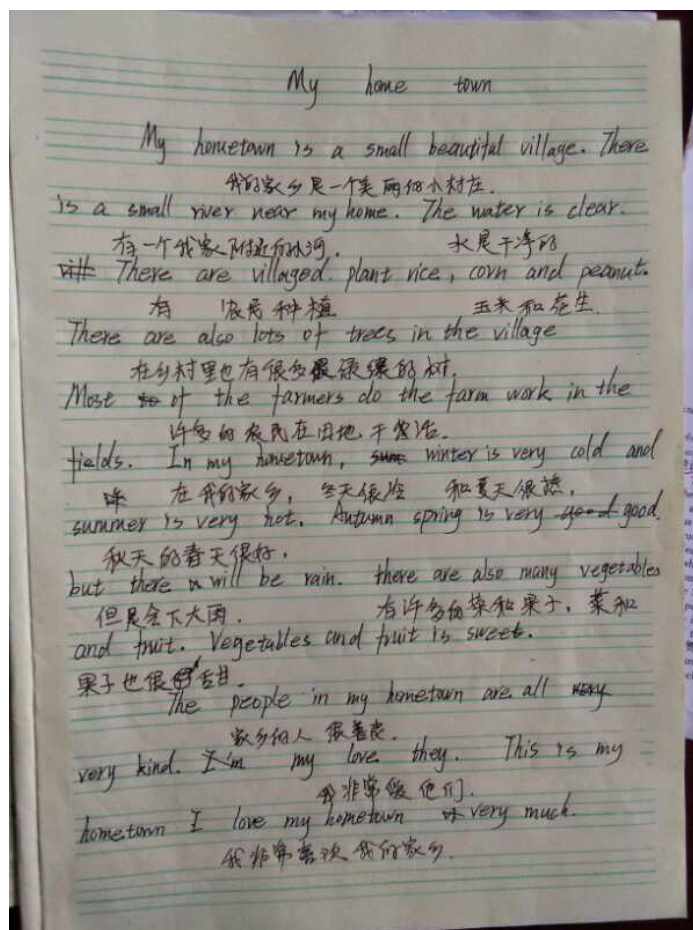 My home town
My hometown is a small beautiful village. There
我的家乡是一个美丽的小村庄.
is a small river near my home. The water is clear.
有一个我家附近的小河. 水是干净的
There are villaged plant rice, corn and peanut.
有 农民种植 玉米和花生.
There are also lots of trees in the village
在乡村里也有很多绿的树.
Most of the farmers do the farm work in the
许多的农民在田地干农活.
fields. In my hometown, winter is very cold and
在我的家乡, 冬天很冷 和夏天很热,
summer is very hot. Autumn spring is very good.
秋天的春天很好,
but there will be rain. there are also many vegetables
但是会下大雨. 有许多的菜和果子, 菜和
and fruit. Vegetables and fruit is sweet.
果子也很甜.
The people in my hometown are all
家乡的人 很善良.
very kind. I'm my love they. This is my
我非常爱他们.
hometown I love my hometown very much.
我非常喜欢我的家乡.